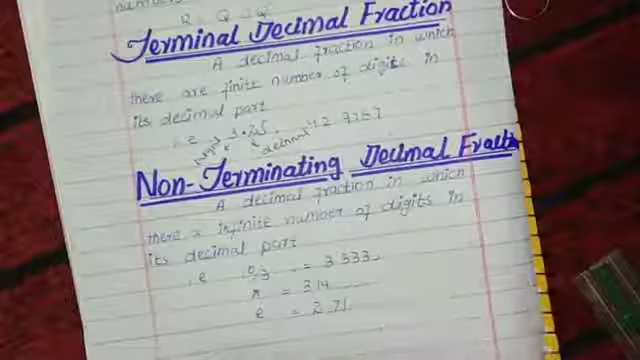 numbers
R = Q
Terminal Decimal Fraction
A decimal fraction in which
there are finite number of digits in
its decimal part
decimal
Non-Terminating Decimal Fracti
A decimal fraction in which
there a infinite number of digits in
its decimal part
i.e = 3.333
π = 3.14
e = 2.71